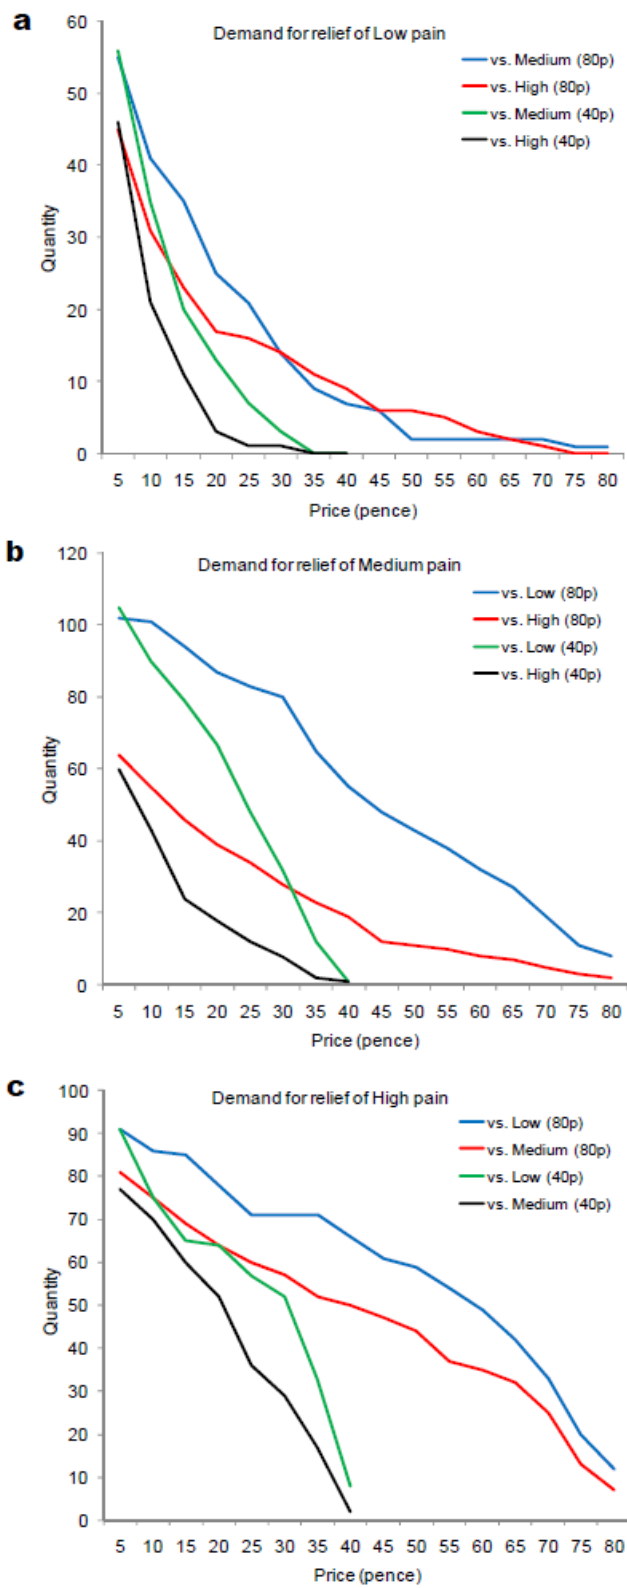 a
Demand for relief of Low pain
vs. Medium (80p)
vs. High (80p)
vs. Medium (40p)
vs. High (40p)
Quantity
60
50
40
30
20
10
0
5 10 15 20 25 30 35 40 45 50 55 60 65 70 75 80
Price (pence)
b
Demand for relief of Medium pain
vs. Low (80p)
vs. High (80p)
vs. Low (40p)
vs. High (40p)
Quantity
120
100
80
60
40
20
0
5 10 15 20 25 30 35 40 45 50 55 60 65 70 75 80
Price (pence)
c
Demand for relief of High pain
vs. Low (80p)
vs. Medium (80p)
vs. Low (40p)
vs. Medium (40p)
Quantity
100
90
80
70
60
50
40
30
20
10
0
5 10 15 20 25 30 35 40 45 50 55 60 65 70 75 80
Price (pence)